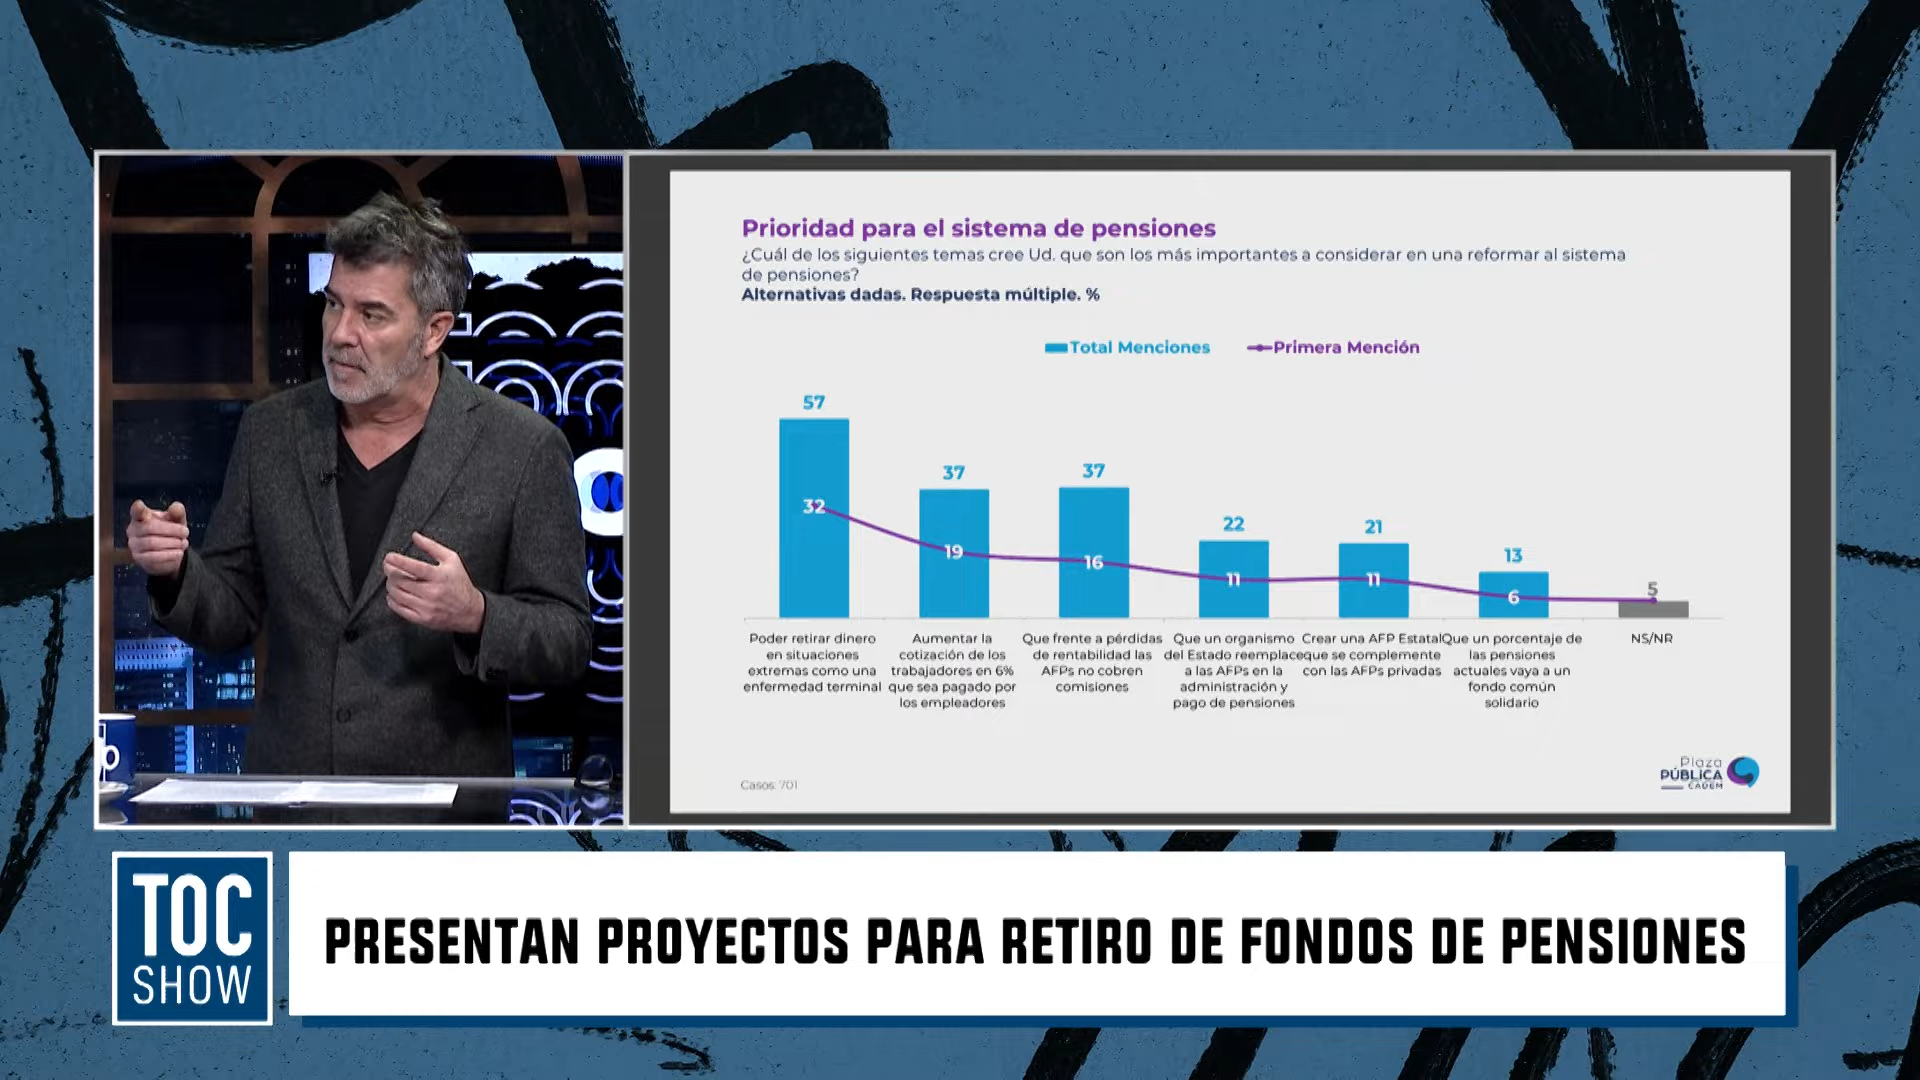 Prioridad para el sistema de pensiones
¿Cuál de los siguientes temas cree Ud. que son los más importantes a considerar en una reformar al sistema
de pensiones?
Alternativas dadas. Respuesta múltiple. %
Total Menciones
Primera Mención
57
37
37
22
21
13
5
32
19
16
11
11
6
Poder retirar dinero
en situaciones
extremas como una
enfermedad terminal
Aumentar la
cotización de los
trabajadores en 6%
que sea pagado por
los empleadores
Que frente a pérdidas
de rentabilidad las
AFPs no cobren
comisiones
Que un organismo
del Estado reemplace
a las AFPs en la
administración y
pago de pensiones
Crear una AFP Estatal
que se complemente
con las AFPs privadas
Que un porcentaje de
las pensiones
actuales vaya a un
fondo común
solidario
NS/NR
Casos: 701
Plaza
PÚBLICA
CADEM
TOC
SHOW
PRESENTAN PROYECTOS PARA RETIRO DE FONDOS DE PENSIONES